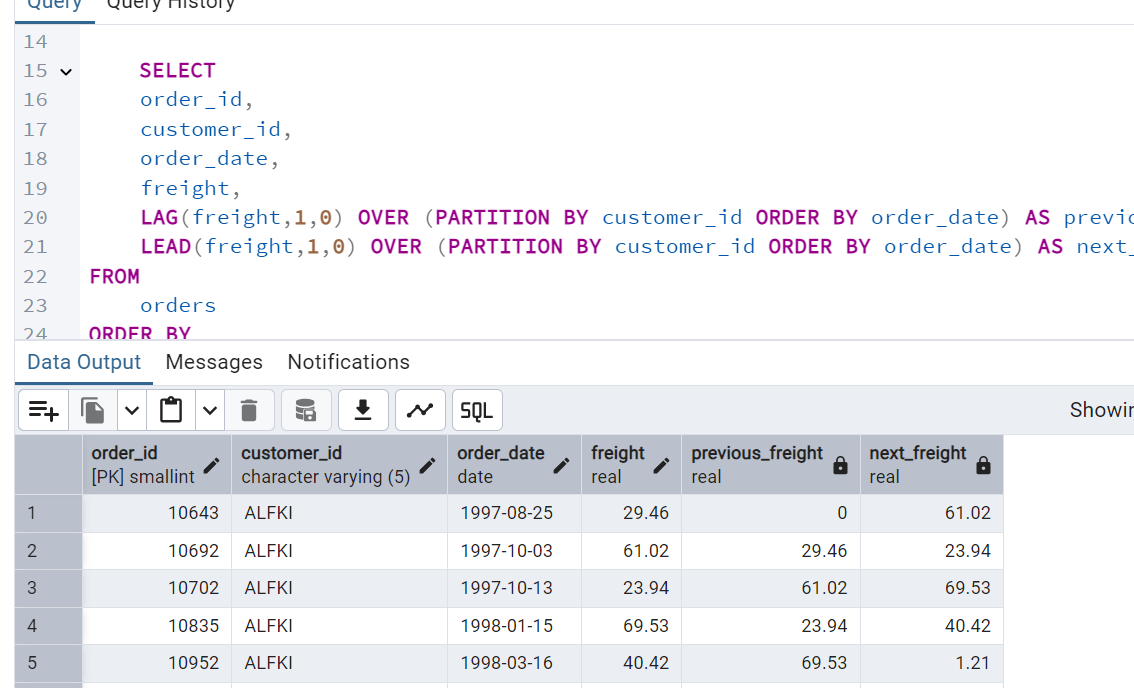 Query Query History
14
15 SELECT
16 order_id,
17 customer_id,
18 order_date,
19 freight,
20 LAG(freight,1,0) OVER (PARTITION BY customer_id ORDER BY order_date) AS previo
21 LEAD(freight,1,0) OVER (PARTITION BY customer_id ORDER BY order_date) AS next_
22 FROM
23 orders
24 ORDER BY
Data Output Messages Notifications
SQL Showin
order_id customer_id order_date freight previous_freight next_freight
[PK] smallint character varying (5) date real real real
1 10643 ALFKI 1997-08-25 29.46 0 61.02
2 10692 ALFKI 1997-10-03 61.02 29.46 23.94
3 10702 ALFKI 1997-10-13 23.94 61.02 69.53
4 10835 ALFKI 1998-01-15 69.53 23.94 40.42
5 10952 ALFKI 1998-03-16 40.42 69.53 1.21